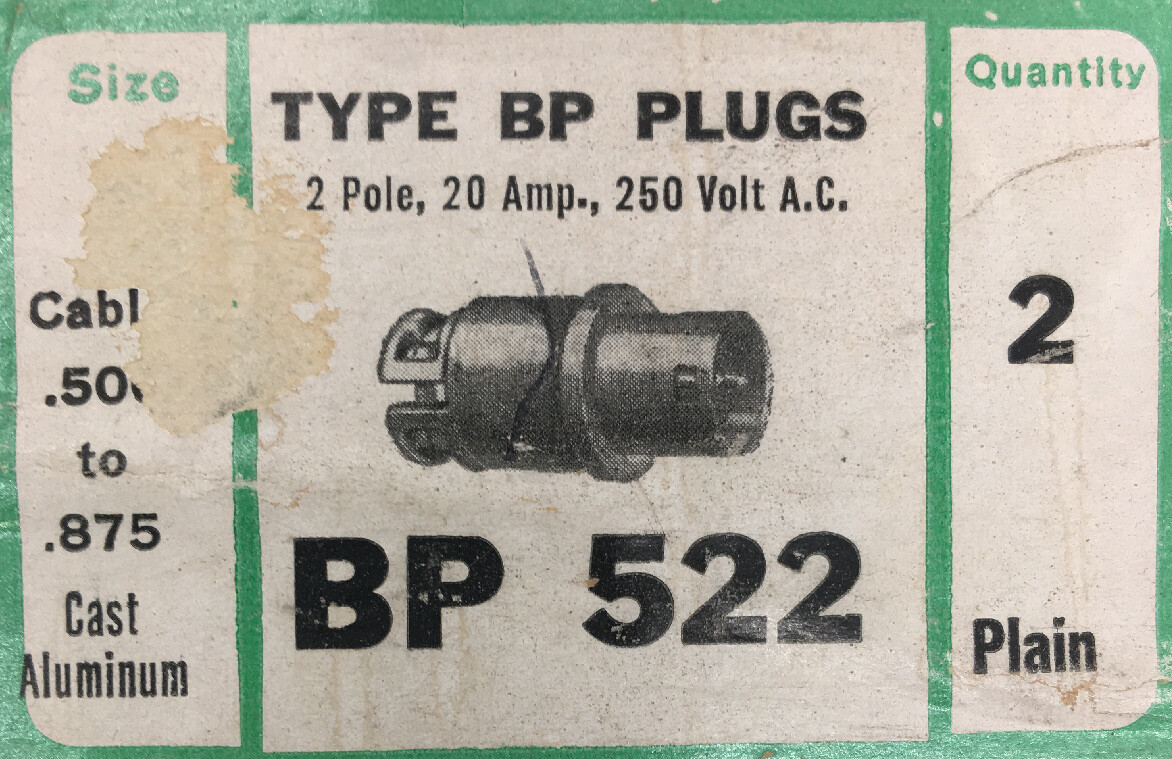 Size
Cabl
.50
to
.875
Cast
Aluminum
TYPE BP PLUGS
2 Pole, 20 Amp., 250 Volt A.C.
BP 522
Quantity
2
Plain